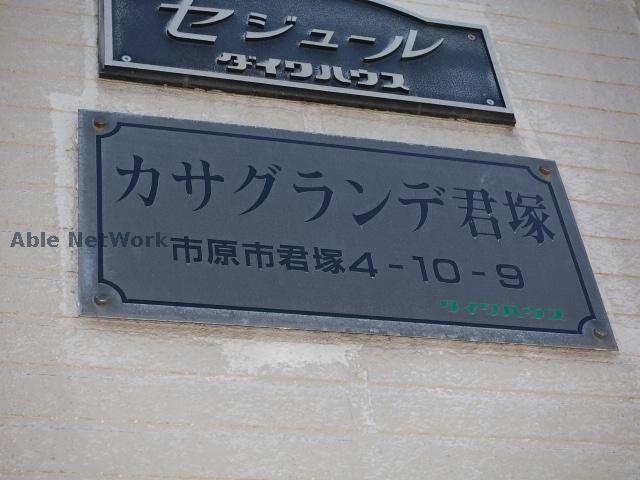 セジュール
ダイワハウス
カサグランデ君塚
市原市君塚4-10-9
ダイワハウス
Able NetWork